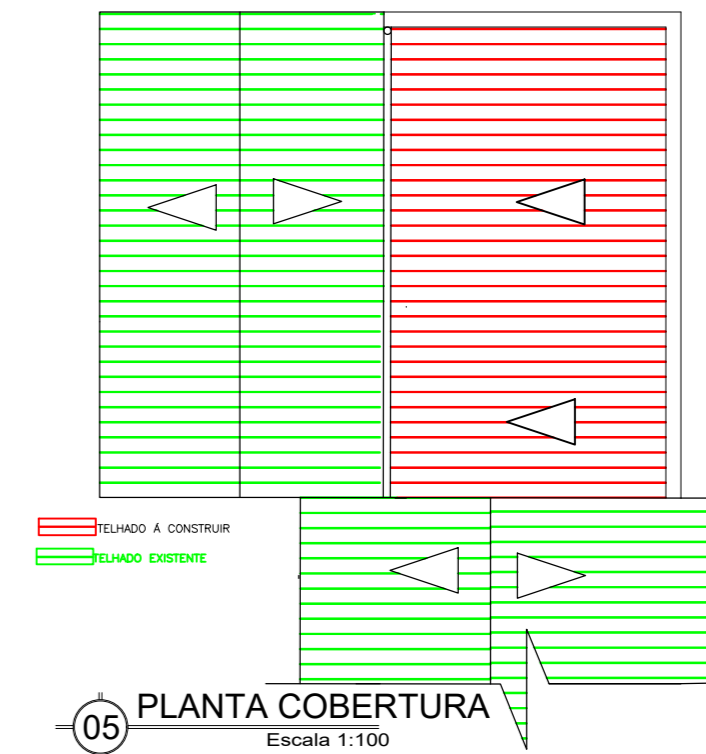 TELHADO Á CONSTRUIR
TELHADO EXISTENTE
05 PLANTA COBERTURA
Escala 1:100